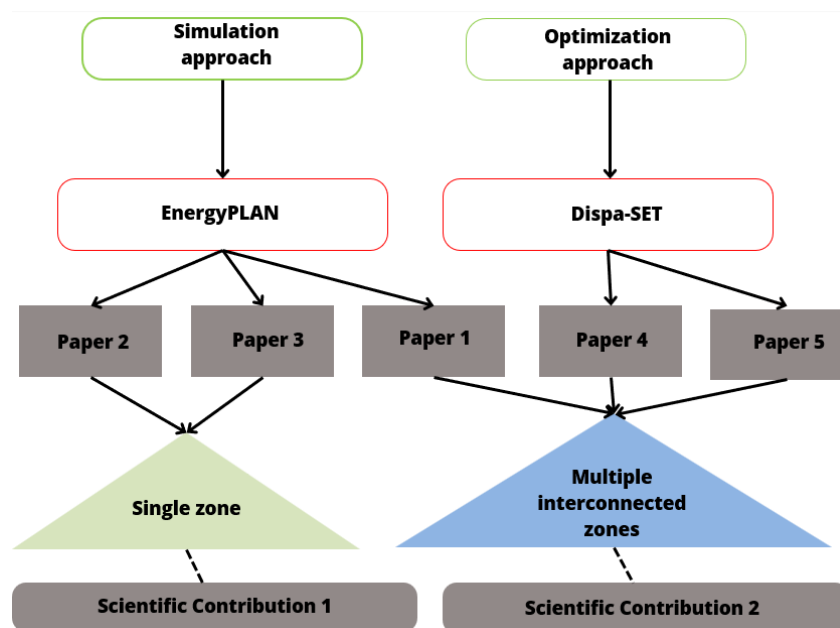 Simulation
approach
Optimization
approach
EnergyPLAN
Dispa-SET
Paper 2
Paper 3
Paper 1
Paper 4
Paper 5
Single zone
Multiple
interconnected
zones
Scientific Contribution 1
Scientific Contribution 2